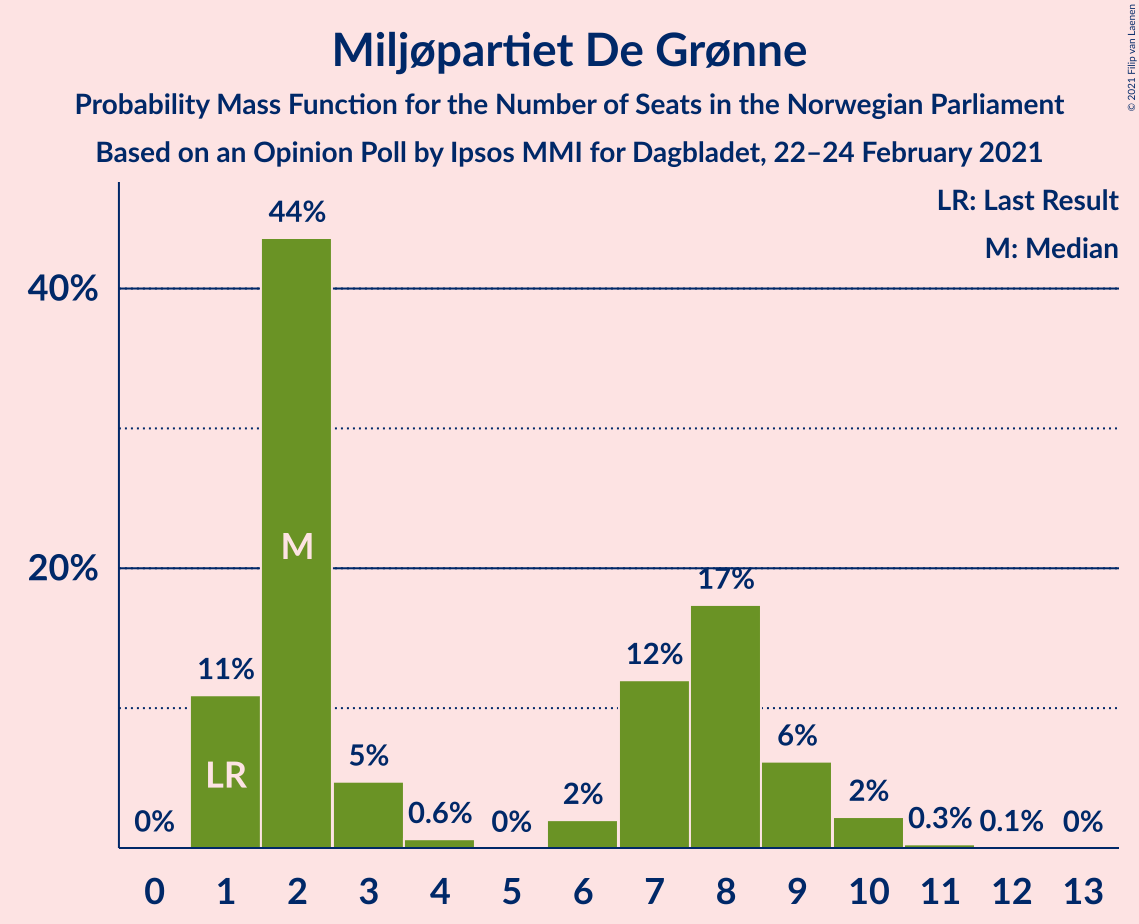 Miljøpartiet De Grønne
Probability Mass Function for the Number of Seats in the Norwegian Parliament
Based on an Opinion Poll by Ipsos MMI for Dagbladet, 22–24 February 2021
© 2021 Filip van Laenen
LR: Last Result
M: Median
44%
40%
M
20%
17%
12%
11%
6%
5%
LR
2%
2%
0%
0.6%
0%
0.3%
0.1%
0%
0 1 2 3 4 5 6 7 8 9 10 11 12 13